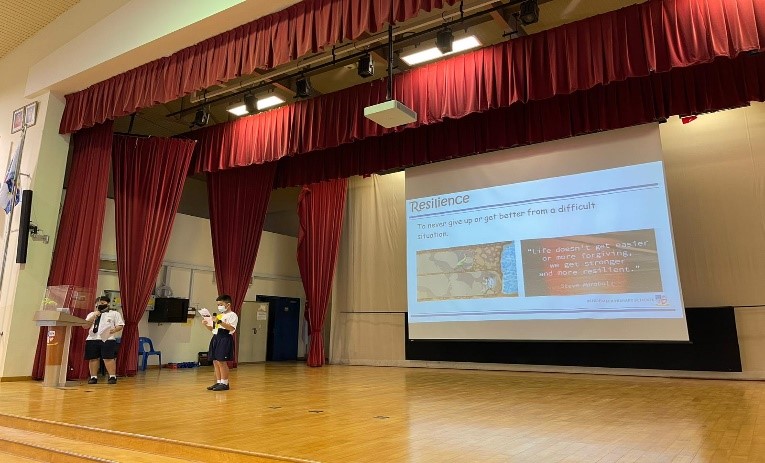 Resilience
To never give up or get better from a difficult
situation.
"Life doesn't get easier
or more forgiving,
we get stronger
and more resilient."